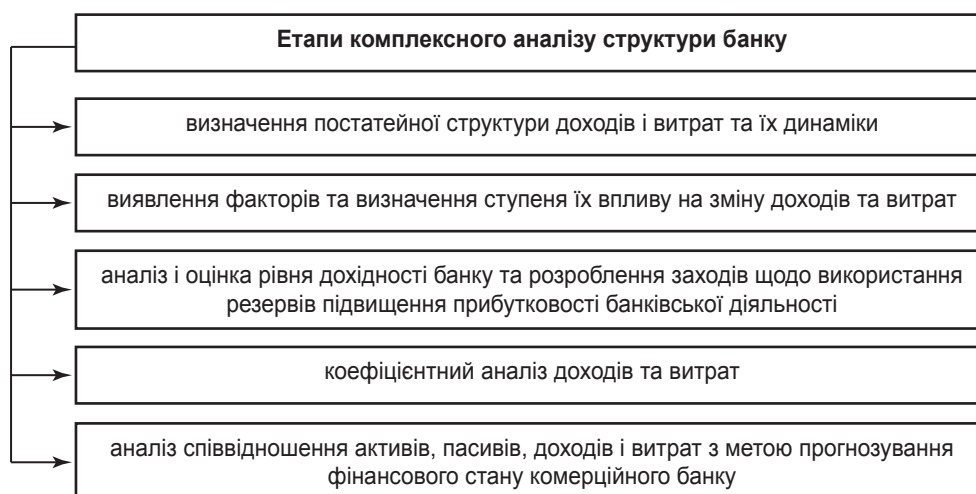 Етапи комплексного аналізу структури банку
визначення постатейної структури доходів і витрат та їх динаміки
виявлення факторів та визначення ступеня їх впливу на зміну доходів та витрат
аналіз і оцінка рівня дохідності банку та розроблення заходів щодо використання
резервів підвищення прибутковості банківської діяльності
коефіцієнтний аналіз доходів та витрат
аналіз співвідношення активів, пасивів, доходів і витрат з метою прогнозування
фінансового стану комерційного банку